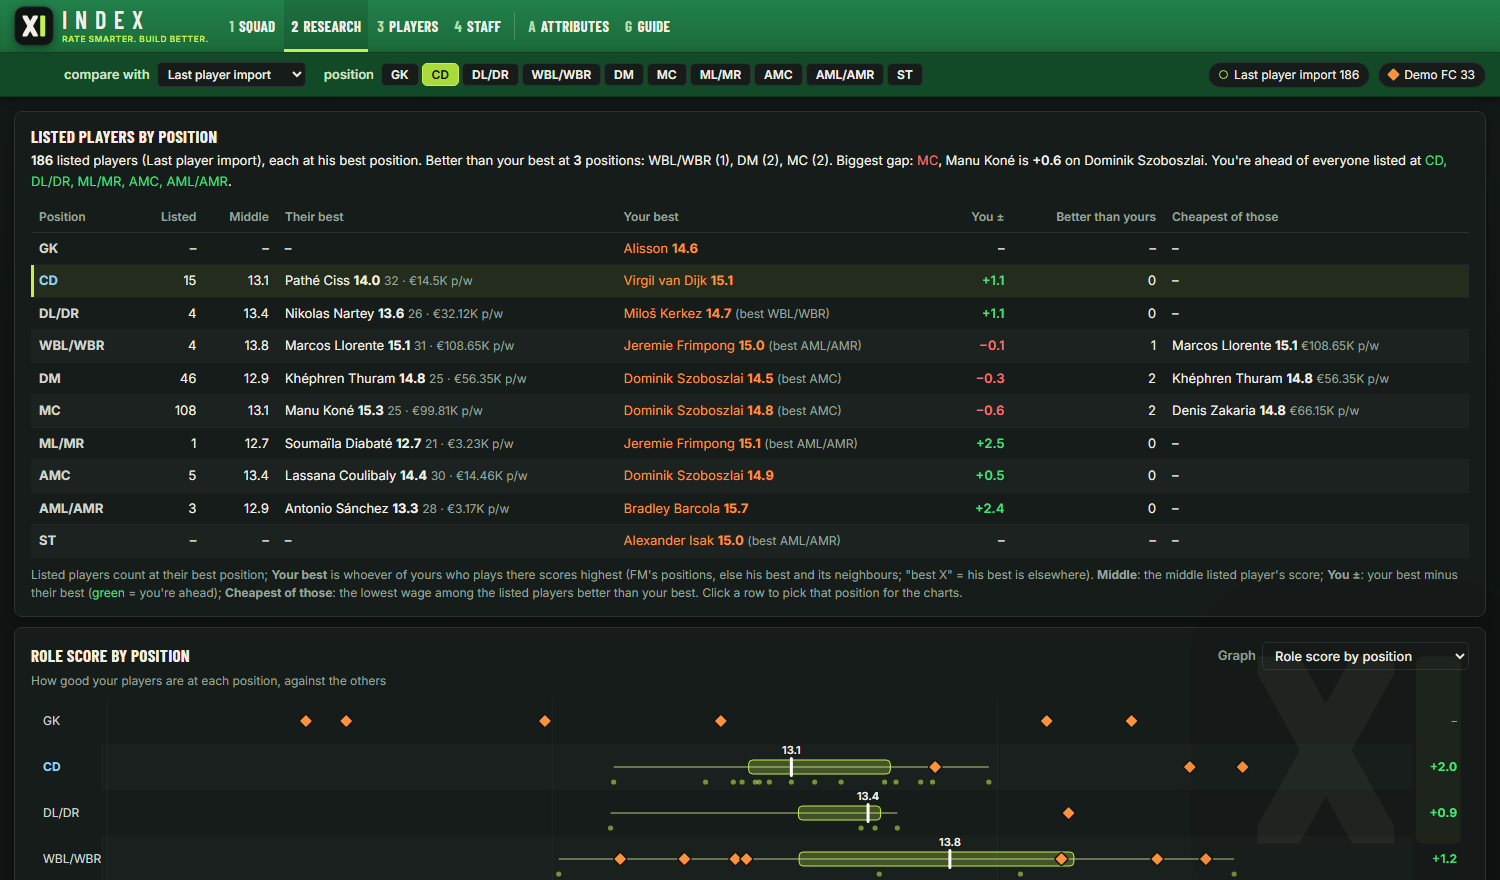 XI INDEX
RATE SMARTER. BUILD BETTER.
1 SQUAD 2 RESEARCH 3 PLAYERS 4 STAFF A ATTRIBUTES G GUIDE
compare with Last player import position GK CD DL/DR WBL/WBR DM MC ML/MR AMC AML/AMR ST Last player import 186 Demo FC 33
LISTED PLAYERS BY POSITION
186 listed players (Last player import), each at his best position. Better than your best at 3 positions: WBL/WBR (1), DM (2), MC (2). Biggest gap: MC, Manu Koné is +0.6 on Dominik Szoboszlai. You're ahead of everyone listed at CD,
DL/DR, ML/MR, AMC, AML/AMR.
Position Listed Middle Their best Your best You ± Better than yours Cheapest of those
GK – – – Alisson 14.6 – – –
CD 15 13.1 Pathé Ciss 14.0 32 · €14.5K p/w Virgil van Dijk 15.1 +1.1 0 –
DL/DR 4 13.4 Nikolas Nartey 13.6 26 · €32.12K p/w Miloš Kerkez 14.7 (best WBL/WBR) +1.1 0 –
WBL/WBR 4 13.8 Marcos Llorente 15.1 31 · €108.65K p/w Jeremie Frimpong 15.0 (best AML/AMR) −0.1 1 Marcos Llorente 15.1 €108.65K p/w
DM 46 12.9 Khéphren Thuram 14.8 25 · €56.35K p/w Dominik Szoboszlai 14.5 (best AMC) −0.3 2 Khéphren Thuram 14.8 €56.35K p/w
MC 108 13.1 Manu Koné 15.3 25 · €99.81K p/w Dominik Szoboszlai 14.8 (best AMC) −0.6 2 Denis Zakaria 14.8 €66.15K p/w
ML/MR 1 12.7 Soumaïla Diabaté 12.7 21 · €3.23K p/w Jeremie Frimpong 15.1 (best AML/AMR) +2.5 0 –
AMC 5 13.4 Lassana Coulibaly 14.4 30 · €14.46K p/w Dominik Szoboszlai 14.9 +0.5 0 –
AML/AMR 3 12.9 Antonio Sánchez 13.3 28 · €3.17K p/w Bradley Barcola 15.7 +2.4 0 –
ST – – – Alexander Isak 15.0 (best AML/AMR) – – –
Listed players count at their best position; Your best is whoever of yours who plays there scores highest (FM's positions, else his best and its neighbours; "best X" = his best is elsewhere). Middle: the middle listed player's score; You ±: your best minus
their best (green = you're ahead); Cheapest of those: the lowest wage among the listed players better than your best. Click a row to pick that position for the charts.
ROLE SCORE BY POSITION Graph Role score by position
How good your players are at each position, against the others
GK –
13.1
CD +2.0
13.4
DL/DR +0.9
13.8
WBL/WBR +1.2